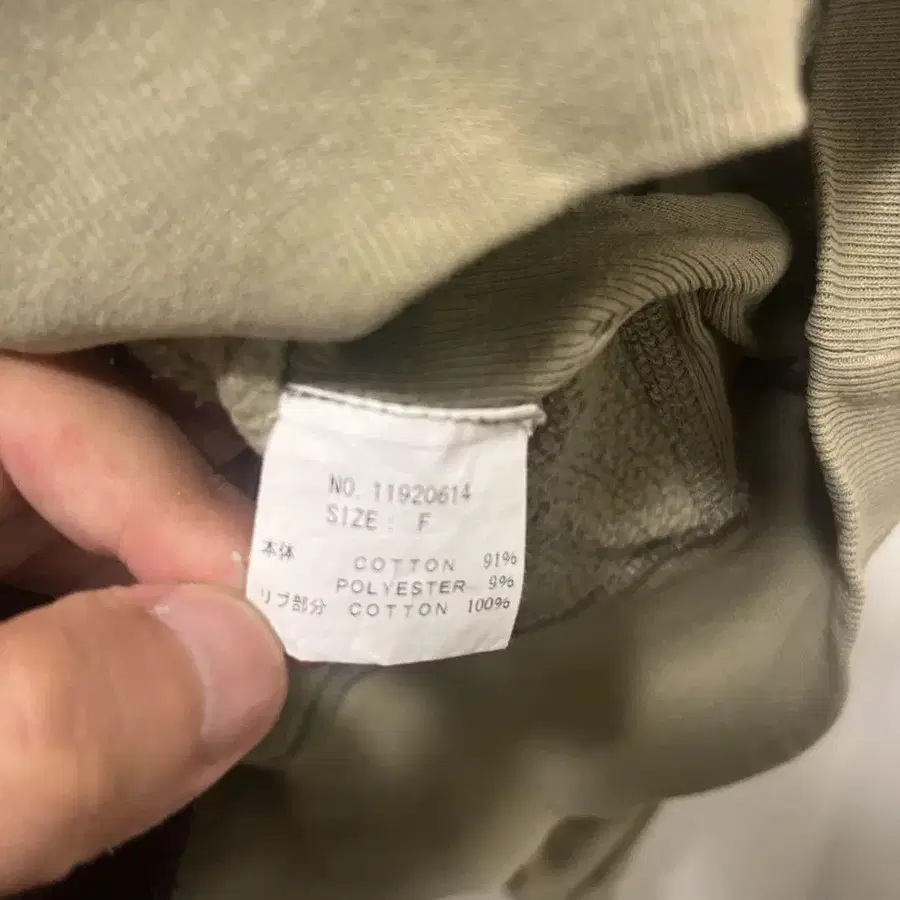 NO. 11920614
SIZE : F
本体 COTTON 91%
POLYESTER 9%
リブ部分 COTTON 100%